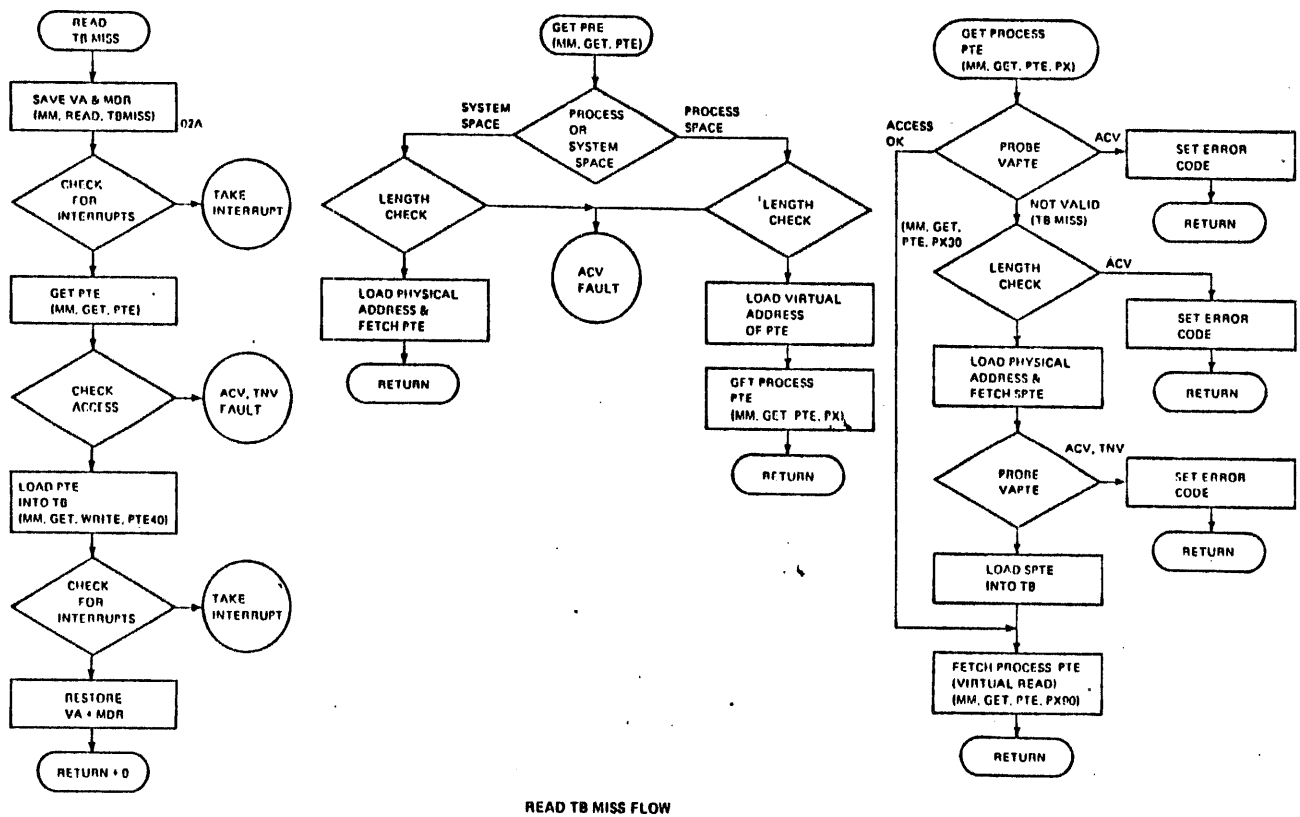 READ
TB MISS
SAVE VA & MDR
(MM, READ, TBMISS)
02A
CHECK
FOR
INTERRUPTS
TAKE
INTERRUPT
GET PTE
(MM, GET, PTE)
CHECK
ACCESS
ACV, TNV
FAULT
LOAD PTE
INTO TB
(MM, GET, WRITE, PTE40)
CHECK
FOR
INTERRUPTS
TAKE
INTERRUPT
RESTORE
VA + MDR
RETURN + 0
GET PRE
(MM, GET, PTE)
SYSTEM
SPACE
PROCESS
OR
SYSTEM
SPACE
PROCESS
SPACE
LENGTH
CHECK
LENGTH
CHECK
ACV
FAULT
LOAD PHYSICAL
ADDRESS &
FETCH PTE
RETURN
LOAD VIRTUAL
ADDRESS
OF PTE
GET PROCESS
PTE
(MM, GET PTE, PX)
RETURN
GET PROCESS
PTE
(MM, GET, PTE, PX)
ACCESS
OK
PROBE
VAPTE
ACV
SET ERROR
CODE
RETURN
NOT VALID
(TB MISS)
(MM, GET,
PTE, PX30
LENGTH
CHECK
ACV
SET ERROR
CODE
RETURN
LOAD PHYSICAL
ADDRESS &
FETCH SPTE
PROBE
VAPTE
ACV, TNV
SET ERROR
CODE
RETURN
LOAD SPTE
INTO TB
FETCH PROCESS PTE
(VIRTUAL READ)
(MM, GET, PTE, PX90)
RETURN
READ TB MISS FLOW